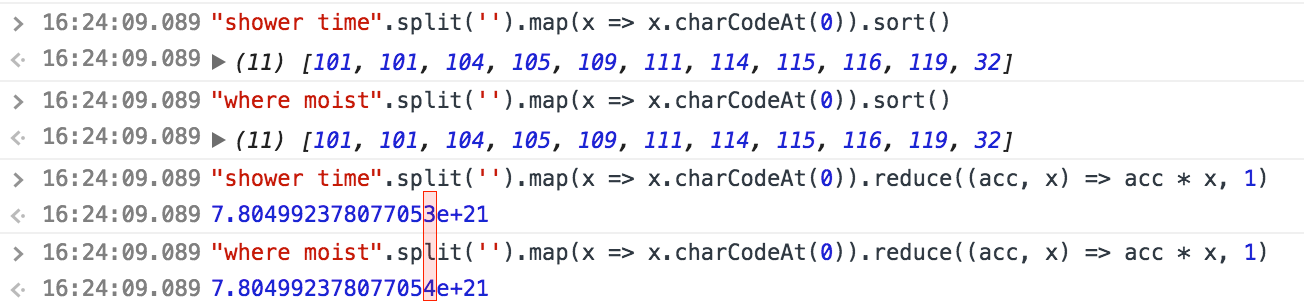 > 16:24:09.089 "shower time".split('').map(x => x.charCodeAt(0)).sort()
<· 16:24:09.089 ▶ (11) [101, 101, 104, 105, 109, 111, 114, 115, 116, 119, 32]
> 16:24:09.089 "where moist".split('').map(x => x.charCodeAt(0)).sort()
<· 16:24:09.089 ▶ (11) [101, 101, 104, 105, 109, 111, 114, 115, 116, 119, 32]
> 16:24:09.089 "shower time".split('').map(x => x.charCodeAt(0)).reduce((acc, x) => acc * x, 1)
<· 16:24:09.089 7.804992378077053e+21
> 16:24:09.089 "where moist".split('').map(x => x.charCodeAt(0)).reduce((acc, x) => acc * x, 1)
<· 16:24:09.089 7.804992378077054e+21